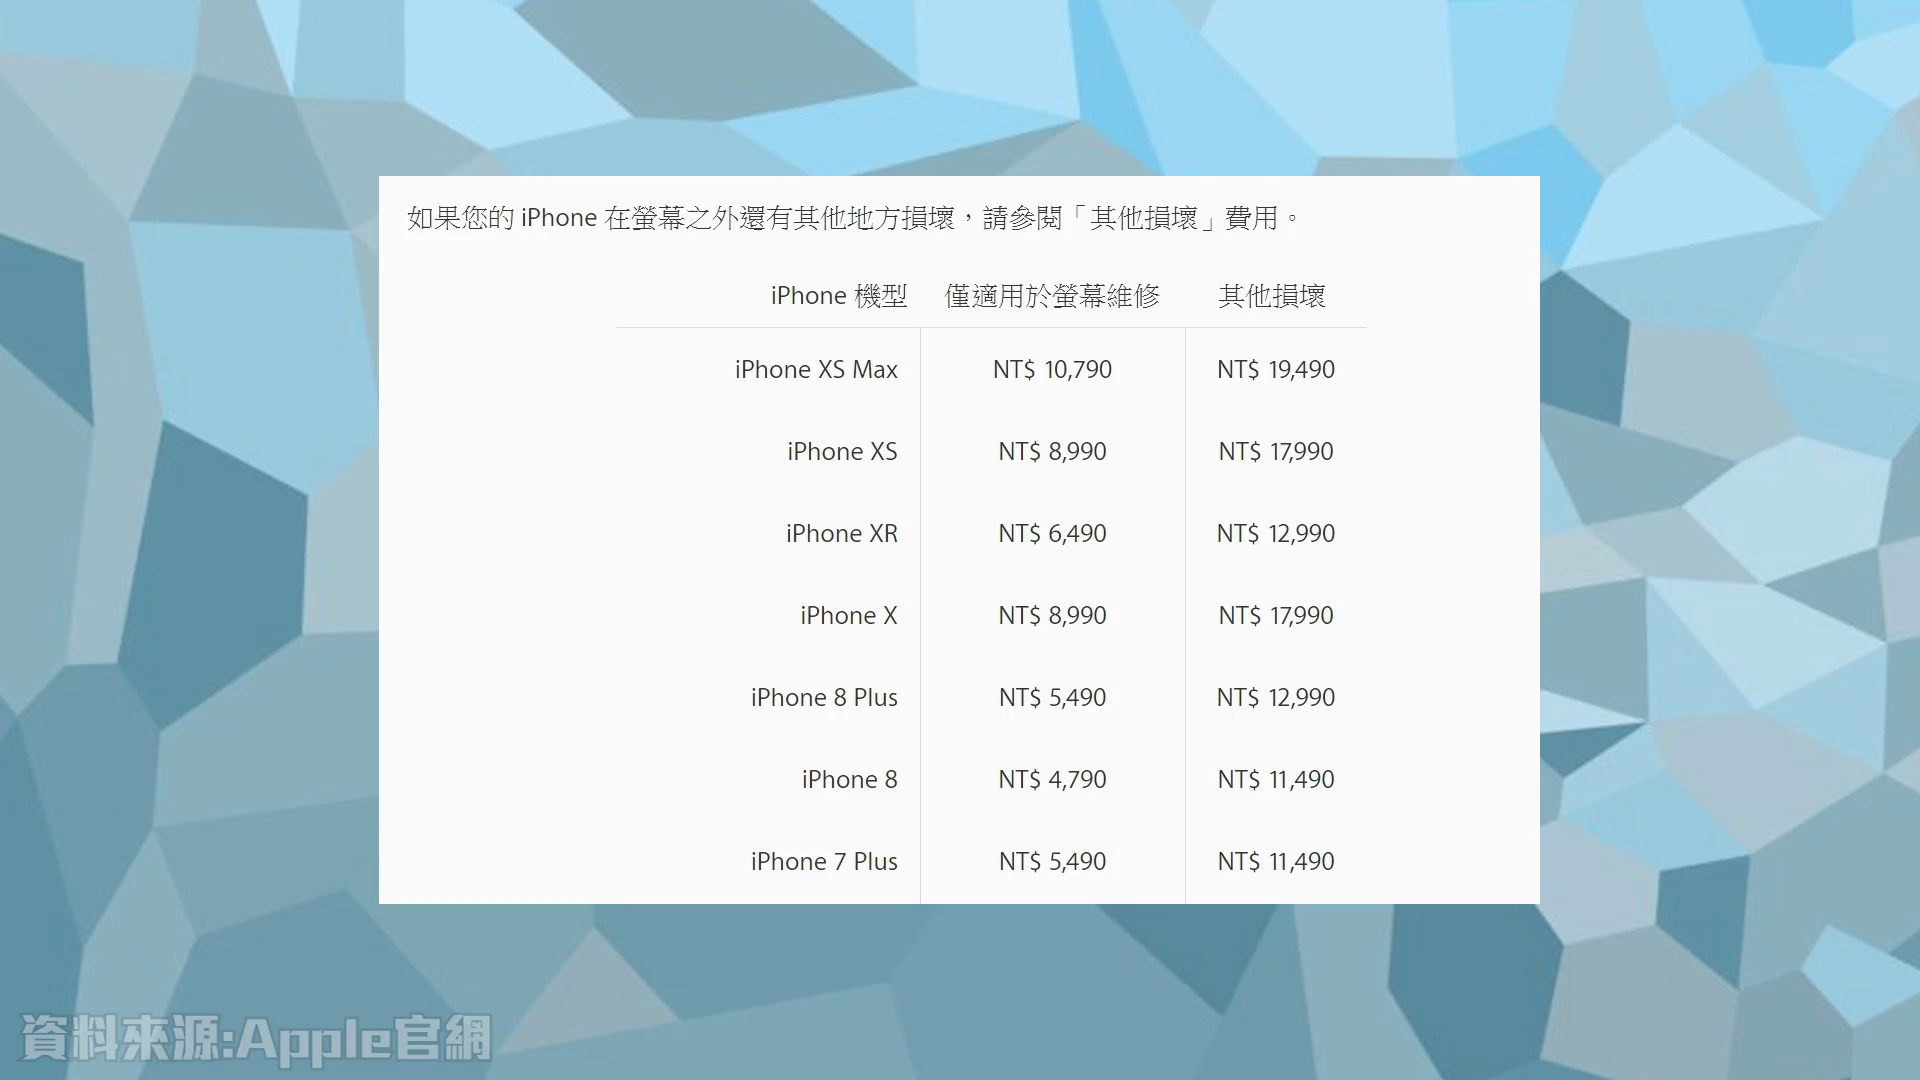 如果您的 iPhone 在螢幕之外還有其他地方損壞，請參閱「其他損壞」費用。
iPhone 機型 僅適用於螢幕維修 其他損壞
iPhone XS Max NT$ 10,790 NT$ 19,490
iPhone XS NT$ 8,990 NT$ 17,990
iPhone XR NT$ 6,490 NT$ 12,990
iPhone X NT$ 8,990 NT$ 17,990
iPhone 8 Plus NT$ 5,490 NT$ 12,990
iPhone 8 NT$ 4,790 NT$ 11,490
iPhone 7 Plus NT$ 5,490 NT$ 11,490
資料來源:Apple官網